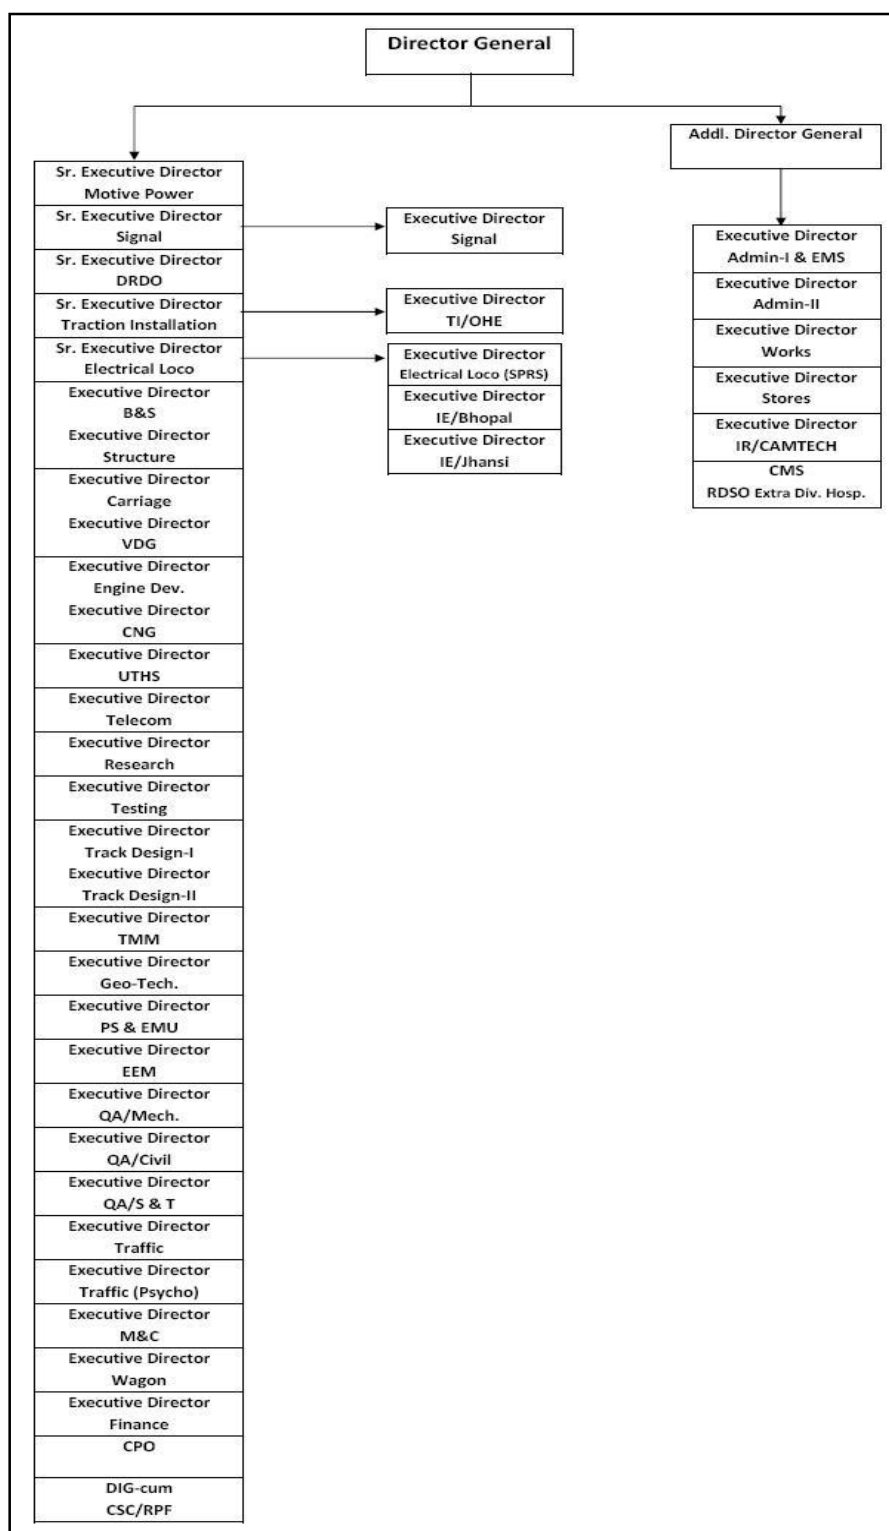 Director General
Addl. Director General
Sr. Executive Director
Motive Power
Sr. Executive Director
Signal
Sr. Executive Director
DRDO
Sr. Executive Director
Traction Installation
Sr. Executive Director
Electrical Loco
Executive Director
B&S
Executive Director
Structure
Executive Director
Carriage
Executive Director
VDG
Executive Director
Engine Dev.
Executive Director
CNG
Executive Director
UTHS
Executive Director
Telecom
Executive Director
Research
Executive Director
Testing
Executive Director
Track Design-I
Executive Director
Track Design-II
Executive Director
TMM
Executive Director
Geo-Tech.
Executive Director
PS & EMU
Executive Director
EEM
Executive Director
QA/Mech.
Executive Director
QA/Civil
Executive Director
QA/S & T
Executive Director
Traffic
Executive Director
Traffic (Psycho)
Executive Director
M&C
Executive Director
Wagon
Executive Director
Finance
CPO
DIG-cum
CSC/RPF
Executive Director
Signal
Executive Director
TI/OHE
Executive Director
Electrical Loco (SPRS)
Executive Director
IE/Bhopal
Executive Director
IE/Jhansi
Executive Director
Admin-I & EMS
Executive Director
Admin-II
Executive Director
Works
Executive Director
Stores
Executive Director
IR/CAMTECH
CMS
RDSO Extra Div. Hosp.